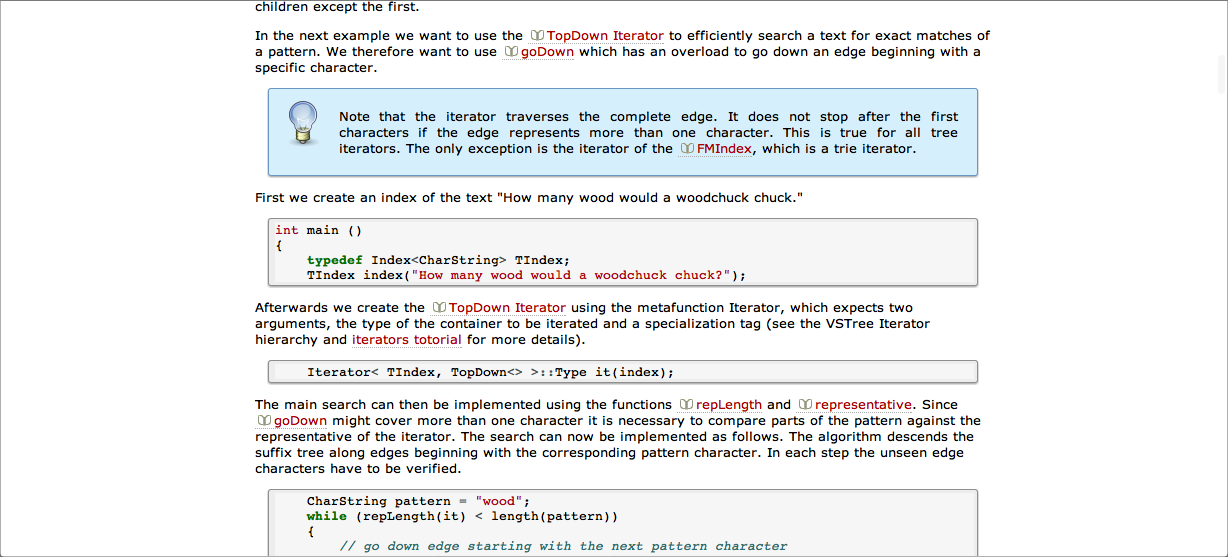 children except the first.
In the next example we want to use the TopDown Iterator to efficiently search a text for exact matches of
a pattern. We therefore want to use goDown which has an overload to go down an edge beginning with a
specific character.
Note that the iterator traverses the complete edge. It does not stop after the first
characters if the edge represents more than one character. This is true for all tree
iterators. The only exception is the iterator of the FMIndex, which is a trie iterator.
First we create an index of the text "How many wood would a woodchuck chuck."
int main ()
{
    typedef Index<CharString> TIndex;
    TIndex index("How many wood would a woodchuck chuck?");
Afterwards we create the TopDown Iterator using the metafunction Iterator, which expects two
arguments, the type of the container to be iterated and a specialization tag (see the VSTree Iterator
hierarchy and iterators totorial for more details).
    Iterator< TIndex, TopDown<> >::Type it(index);
The main search can then be implemented using the functions repLength and representative. Since
goDown might cover more than one character it is necessary to compare parts of the pattern against the
representative of the iterator. The search can now be implemented as follows. The algorithm descends the
suffix tree along edges beginning with the corresponding pattern character. In each step the unseen edge
characters have to be verified.
    CharString pattern = "wood";
    while (repLength(it) < length(pattern))
    {
        // go down edge starting with the next pattern character